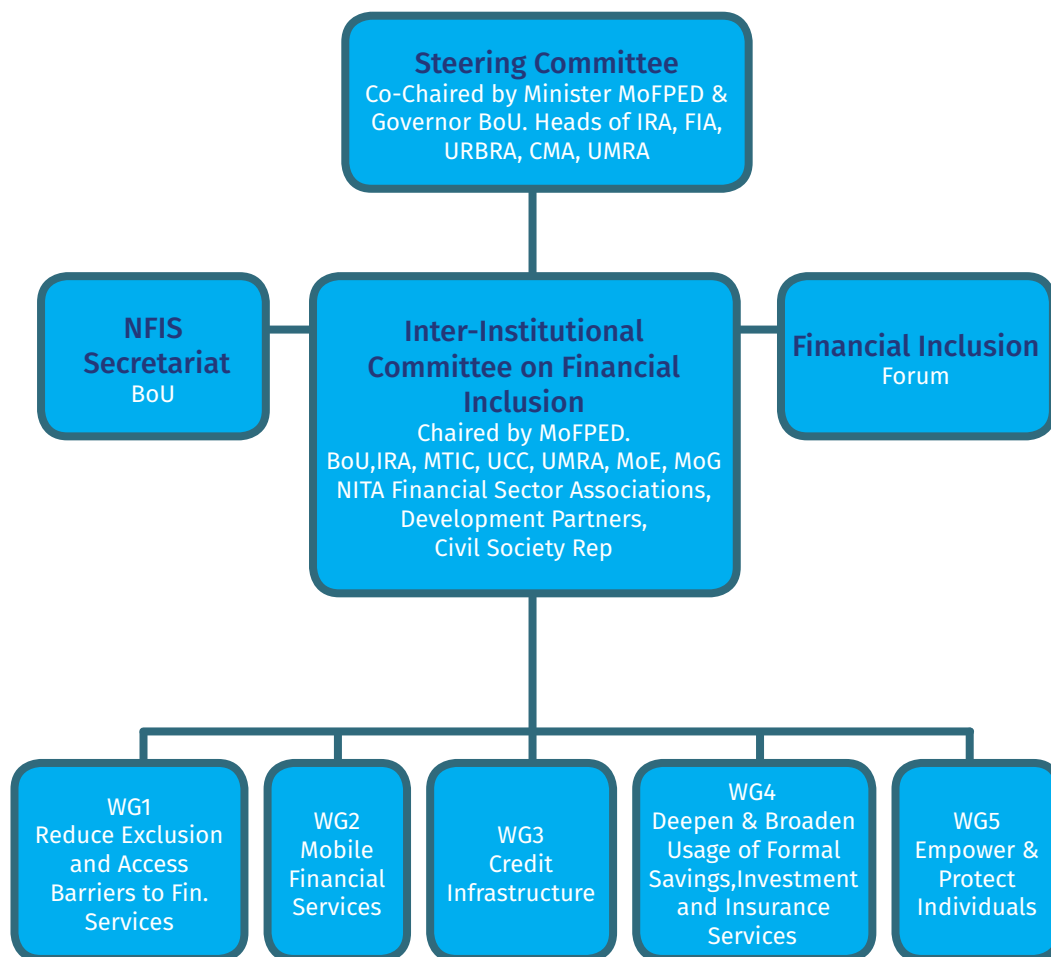 Steering Committee
Co-Chaired by Minister MoFPED &
Governor BoU. Heads of IRA, FIA,
URBRA, CMA, UMRA
NFIS
Secretariat
BoU
Inter-Institutional
Committee on Financial
Inclusion
Chaired by MoFPED.
BoU,IRA, MTIC, UCC, UMRA, MoE, MoG
NITA Financial Sector Associations,
Development Partners,
Civil Society Rep
Financial Inclusion
Forum
WG1
Reduce Exclusion
and Access
Barriers to Fin.
Services
WG2
Mobile
Financial
Services
WG3
Credit
Infrastructure
WG4
Deepen & Broaden
Usage of Formal
Savings,Investment
and Insurance
Services
WG5
Empower &
Protect
Individuals